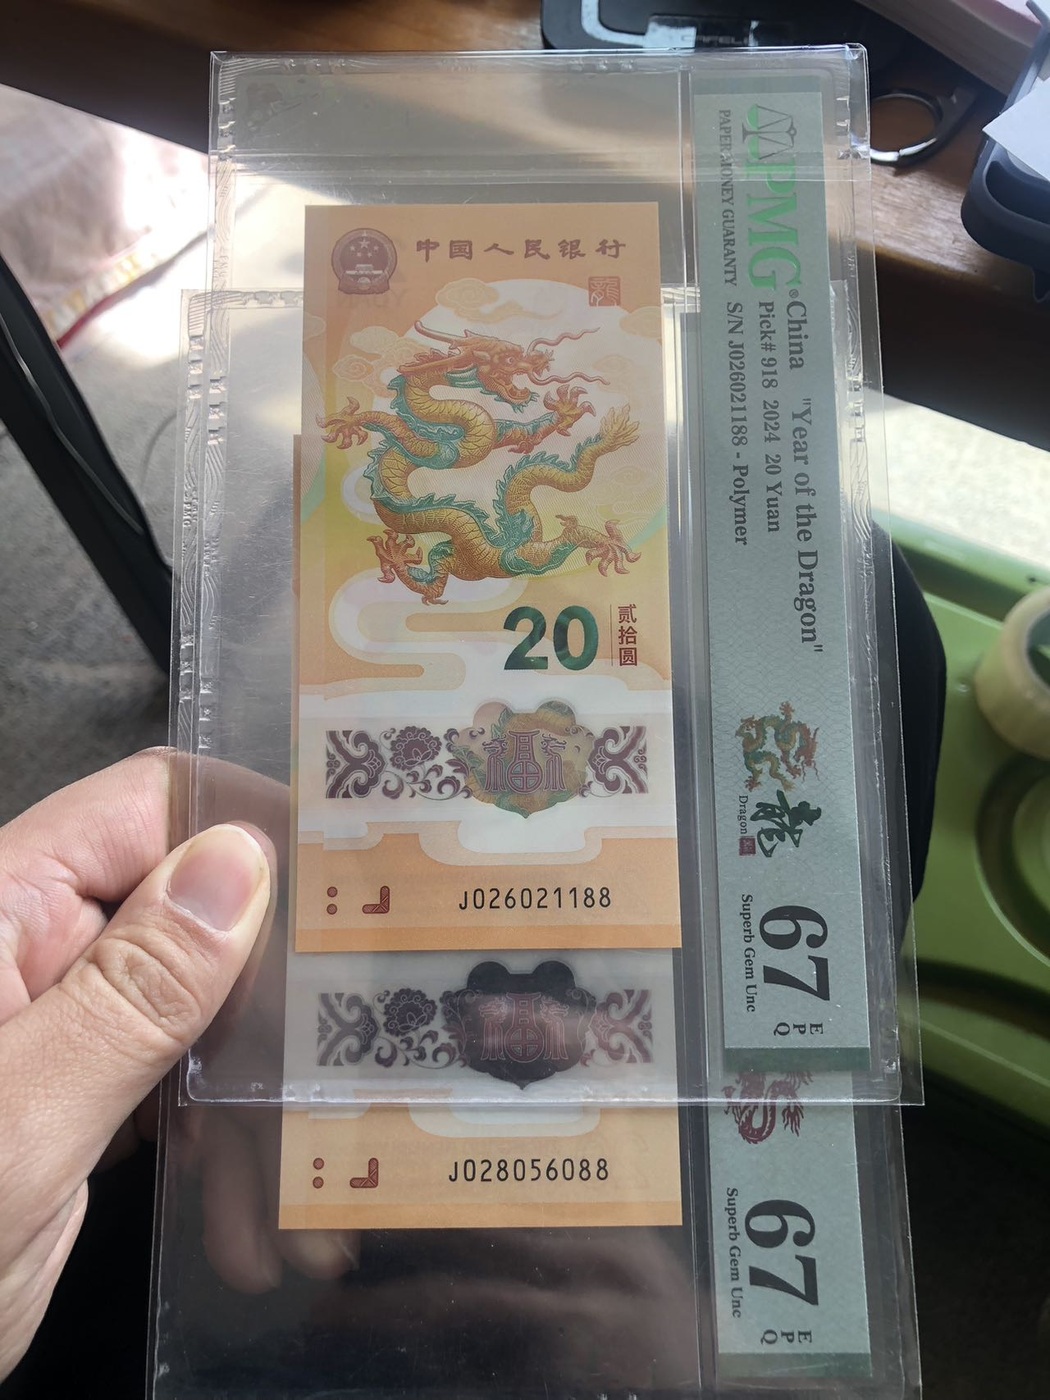 中国人民银行
20
贰拾圆
福
J026021188
福
J028056088
PMG®
PAPER MONEY GUARANTY
China "Year of the Dragon"
Pick# 918 2024 20 Yuan
S/N J026021188 - Polymer
龍
Dragon
67 EPQ
Superb Gem Unc
67 EPQ
Superb Gem Unc